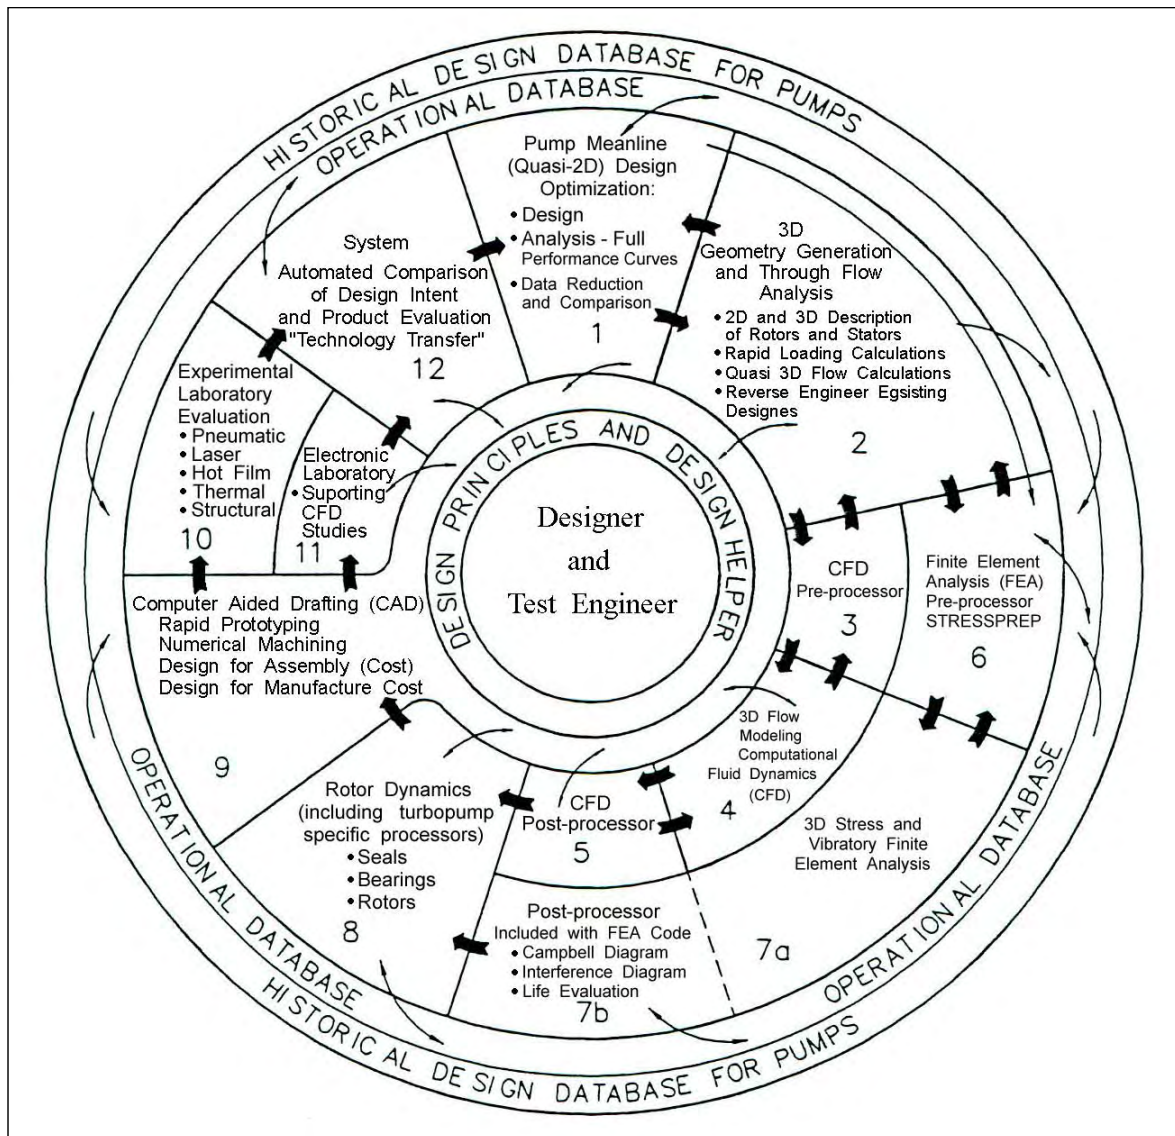 HISTORICAL DESIGN DATABASE FOR PUMPS
OPERATIONAL DATABASE
Pump Meanline
(Quasi-2D) Design
Optimization:
• Design
• Analysis - Full
Performance Curves
• Data Reduction
and Comparison
1
3D
Geometry Generation
and Through Flow
Analysis
• 2D and 3D Description
of Rotors and Stators
• Rapid Loading Calculations
• Quasi 3D Flow Calculations
• Reverse Engineer Egsisting
Designes
2
CFD
Pre-processor
3
3D Flow
Modeling
Computational
Fluid Dynamics
(CFD)
4
CFD
Post-processor
5
Finite Element
Analysis (FEA)
Pre-processor
STRESSPREP
6
3D Stress and
Vibratory Finite
Element Analysis
7a
Post-processor
Included with FEA Code
• Campbell Diagram
• Interference Diagram
• Life Evaluation
7b
Rotor Dynamics
(including turbopump
specific processors)
• Seals
• Bearings
• Rotors
8
Computer Aided Drafting (CAD)
Rapid Prototyping
Numerical Machining
Design for Assembly (Cost)
Design for Manufacture Cost
9
Experimental
Laboratory
Evaluation
• Pneumatic
• Laser
• Hot Film
• Thermal
• Structural
10
Electronic
Laboratory
• Suporting
CFD
Studies
11
System
Automated Comparison
of Design Intent
and Product Evaluation
"Technology Transfer"
12
DESIGN PRINCIPLES AND DESIGN HELPER
Designer
and
Test Engineer
OPERATIONAL DATABASE
OPERATIONAL DATABASE
HISTORICAL DESIGN DATABASE FOR PUMPS